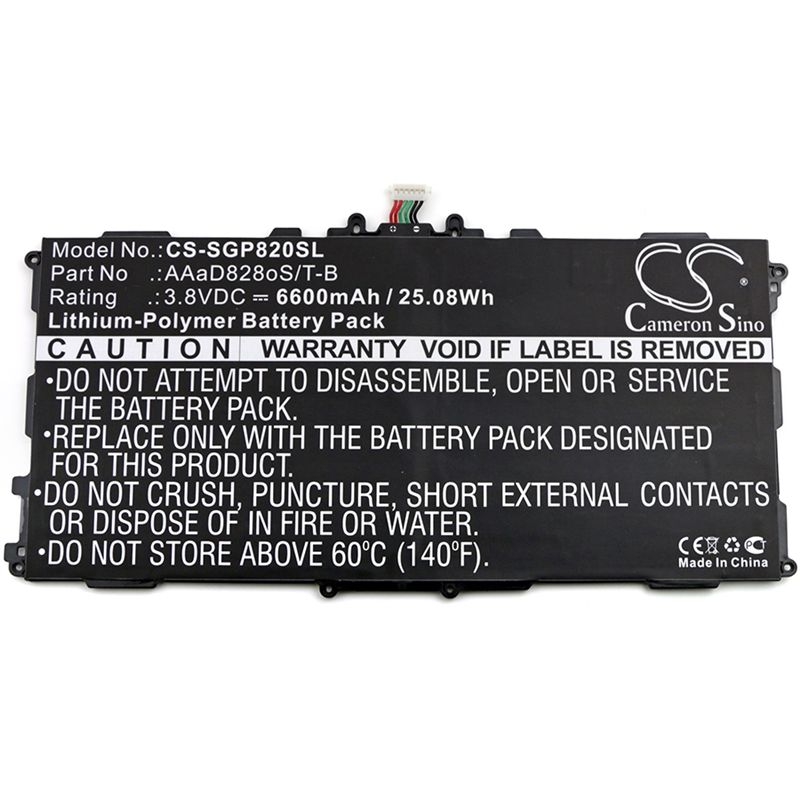 Model No.: CS-SGP820SL
Part No :AAaD828oS/T-B
Rating :3.8VDC ⎓ 6600mAh / 25.08Wh
Lithium-Polymer Battery Pack
CS
Cameron Sino
CAUTION WARRANTY VOID IF LABEL IS REMOVED
•DO NOT ATTEMPT TO DISASSEMBLE, OPEN OR SERVICE
THE BATTERY PACK.
•REPLACE ONLY WITH THE BATTERY PACK DESIGNATED
FOR THIS PRODUCT.
•DO NOT CRUSH, PUNCTURE, SHORT EXTERNAL CONTACTS
OR DISPOSE OF IN FIRE OR WATER.
•DO NOT STORE ABOVE 60°C (140°F).
CE
Made In China